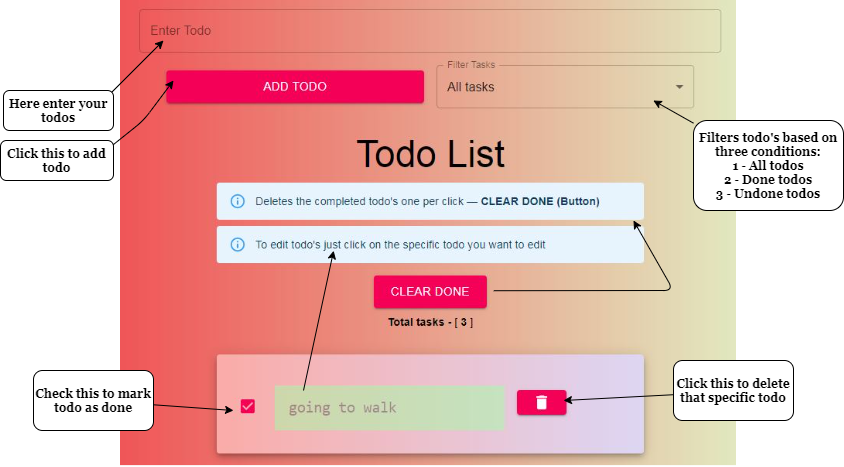 Enter Todo
Filter Tasks
ADD TODO
All tasks
Here enter your
todos
Click this to add
todo
Filters todo's based on
three conditions:
1 - All todos
2 - Done todos
3 - Undone todos
Todo List
Deletes the completed todo's one per click — CLEAR DONE (Button)
To edit todo's just click on the specific todo you want to edit
CLEAR DONE
Total tasks - [ 3 ]
Check this to mark
todo as done
going to walk
Click this to delete
that specific todo